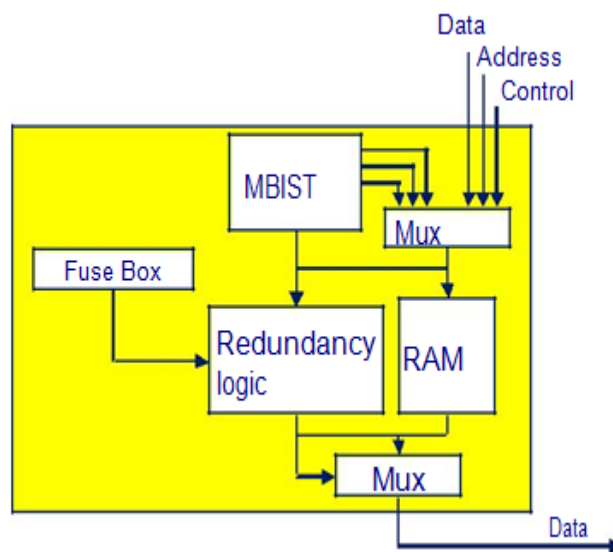 Data
Address
Control
MBIST
Mux
Fuse Box
Redundancy
logic
RAM
Mux
Data